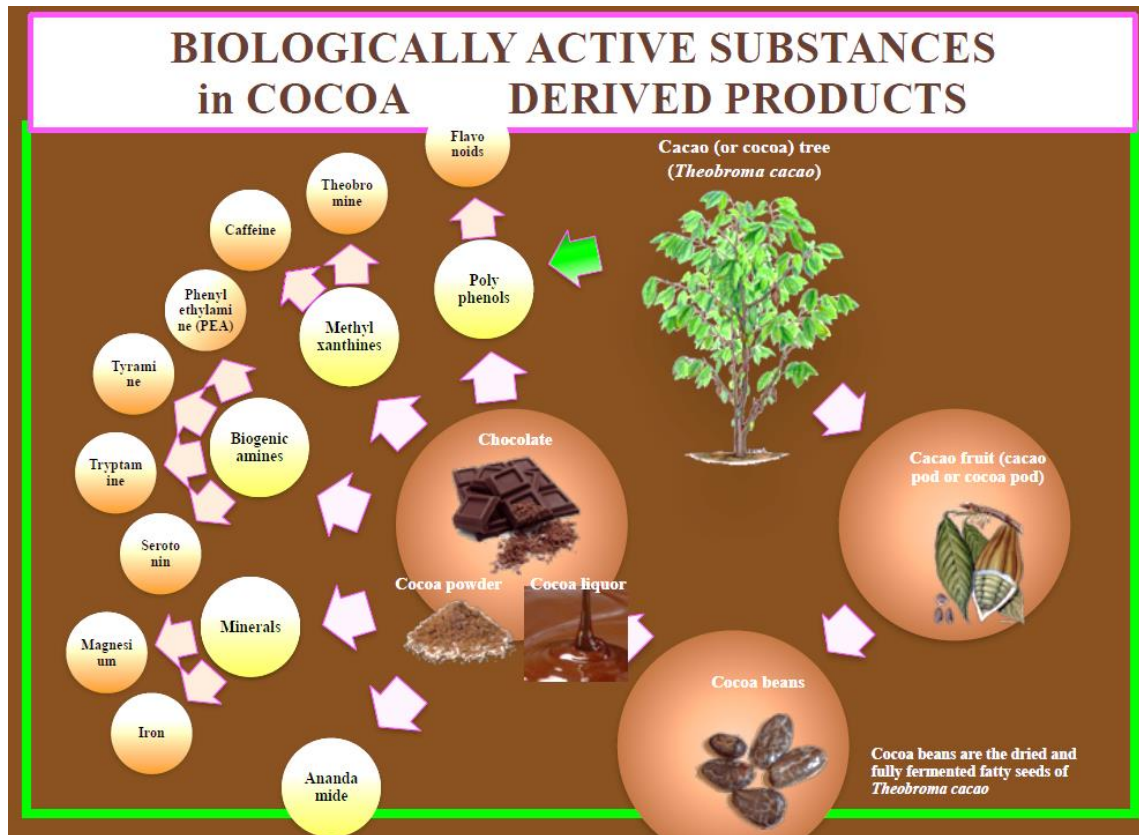 BIOLOGICALLY ACTIVE SUBSTANCES
in COCOA DERIVED PRODUCTS
Flavo
noids
Cacao (or cocoa) tree
(Theobroma cacao)
Theobro
mine
Caffeine
Poly
phenols
Phenyl
ethylami
ne (PEA)
Methyl
xanthines
Tyrami
ne
Biogenic
amines
Chocolate
Cacao fruit (cacao
pod or cocoa pod)
Tryptam
ine
Seroto
nin
Cocoa powder
Cocoa liquor
Minerals
Magnesi
um
Iron
Cocoa beans
Ananda
mide
Cocoa beans are the dried and
fully fermented fatty seeds of
Theobroma cacao